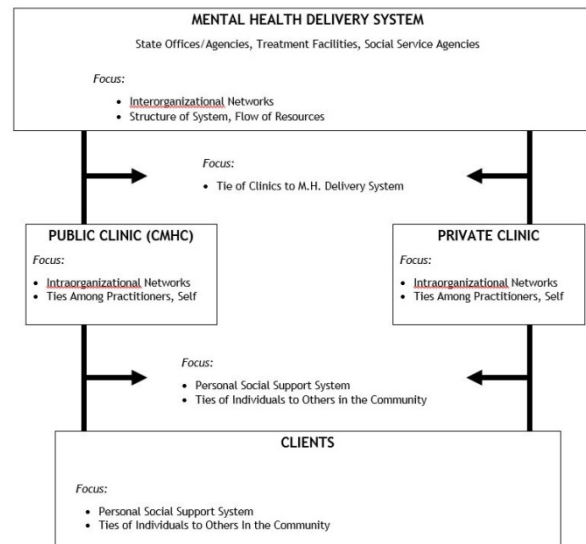 MENTAL HEALTH DELIVERY SYSTEM
State Offices/Agencies, Treatment Facilities, Social Service Agencies
Focus:
• Interorganizational Networks
• Structure of System, Flow of Resources
Focus:
• Tie of Clinics to M.H. Delivery System
PUBLIC CLINIC (CMHC)
Focus:
• Intraorganizational Networks
• Ties Among Practitioners, Self
PRIVATE CLINIC
Focus:
• Intraorganizational Networks
• Ties Among Practitioners, Self
Focus:
• Personal Social Support System
• Ties of Individuals to Others in the Community
CLIENTS
Focus:
• Personal Social Support System
• Ties of Individuals to Others In the Community